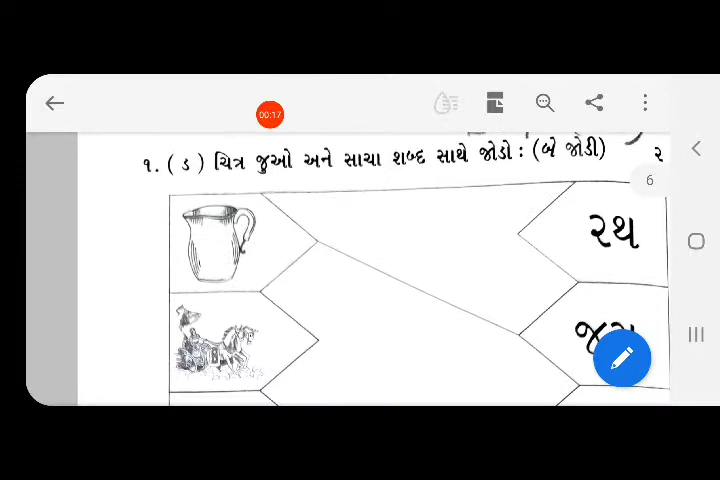 00:17
૧. (ડ) ચિત્ર જુઓ અને સાચા શબ્દ સાથે જોડો : (બે જોડી) ૨
6
રથ